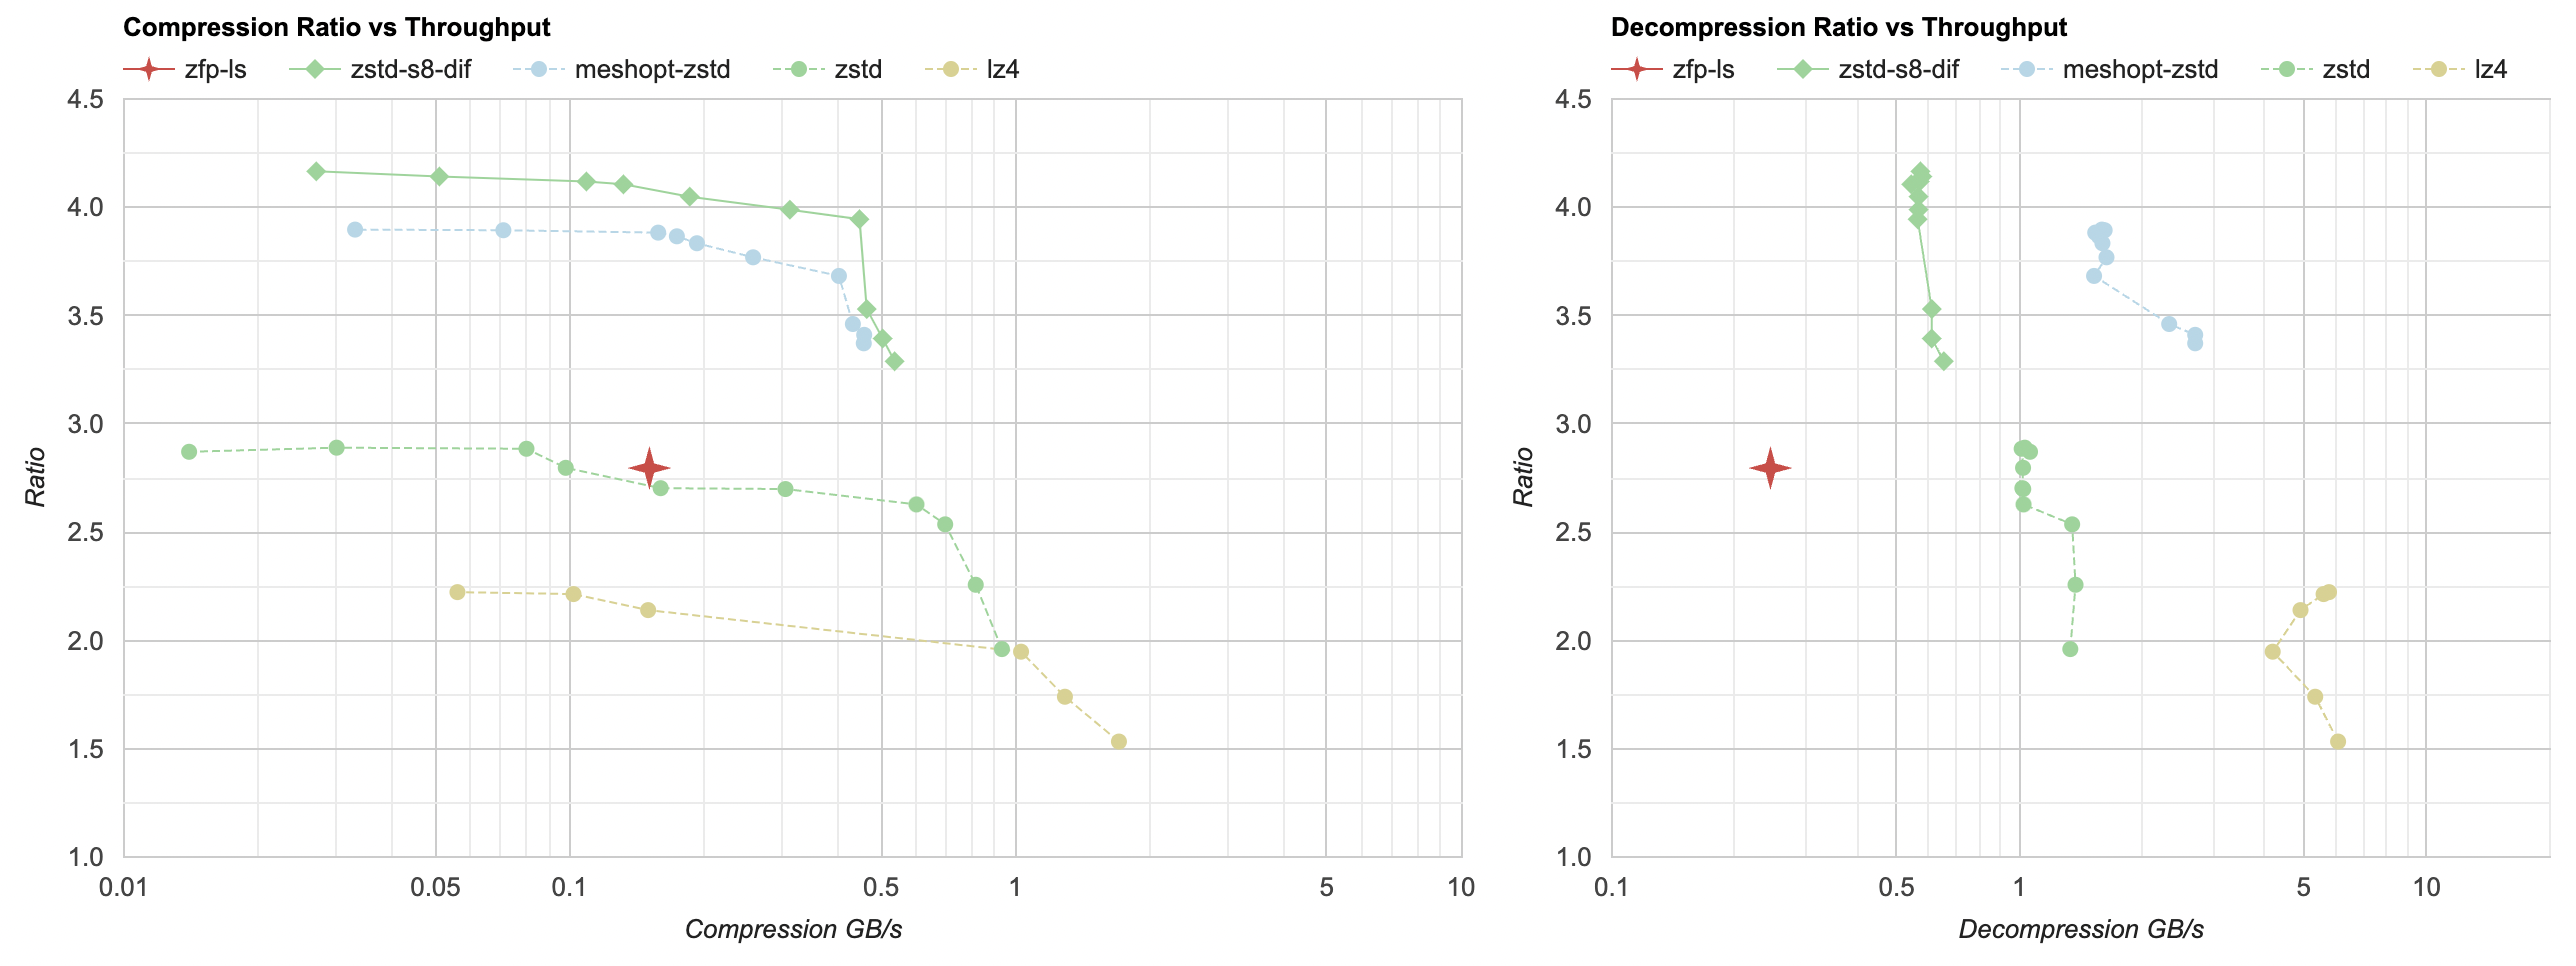 Compression Ratio vs Throughput
zfp-ls zstd-s8-dif meshopt-zstd zstd lz4
4.5
4.0
3.5
3.0
2.5
2.0
1.5
1.0
Ratio
0.01 0.05 0.1 0.5 1 5 10
Compression GB/s
Decompression Ratio vs Throughput
zfp-ls zstd-s8-dif meshopt-zstd zstd lz4
4.5
4.0
3.5
3.0
2.5
2.0
1.5
1.0
Ratio
0.1 0.5 1 5 10
Decompression GB/s